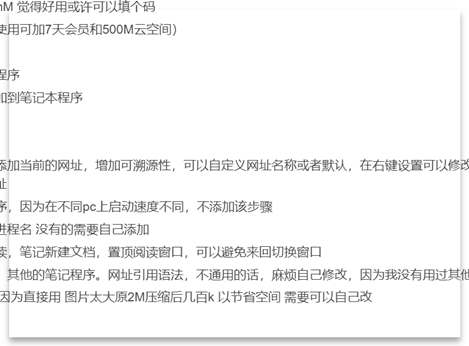 M 觉得好用或许可以填个码
使用可加7天会员和500M云空间）
程序
加到笔记本程序
添加当前的网址，增加可溯源性，可以自定义网址名称或者默认，在右键设置可以修改
址
序，因为在不同pc上启动速度不同，不添加该步骤
进程名 没有的需要自己添加
读，笔记新建文档，置顶阅读窗口，可以避免来回切换窗口
，其他的笔记程序。网址引用语法，不通用的话，麻烦自己修改，因为我没有用过其他
因为直接用 图片太大原2M压缩后几百k 以节省空间 需要可以自己改